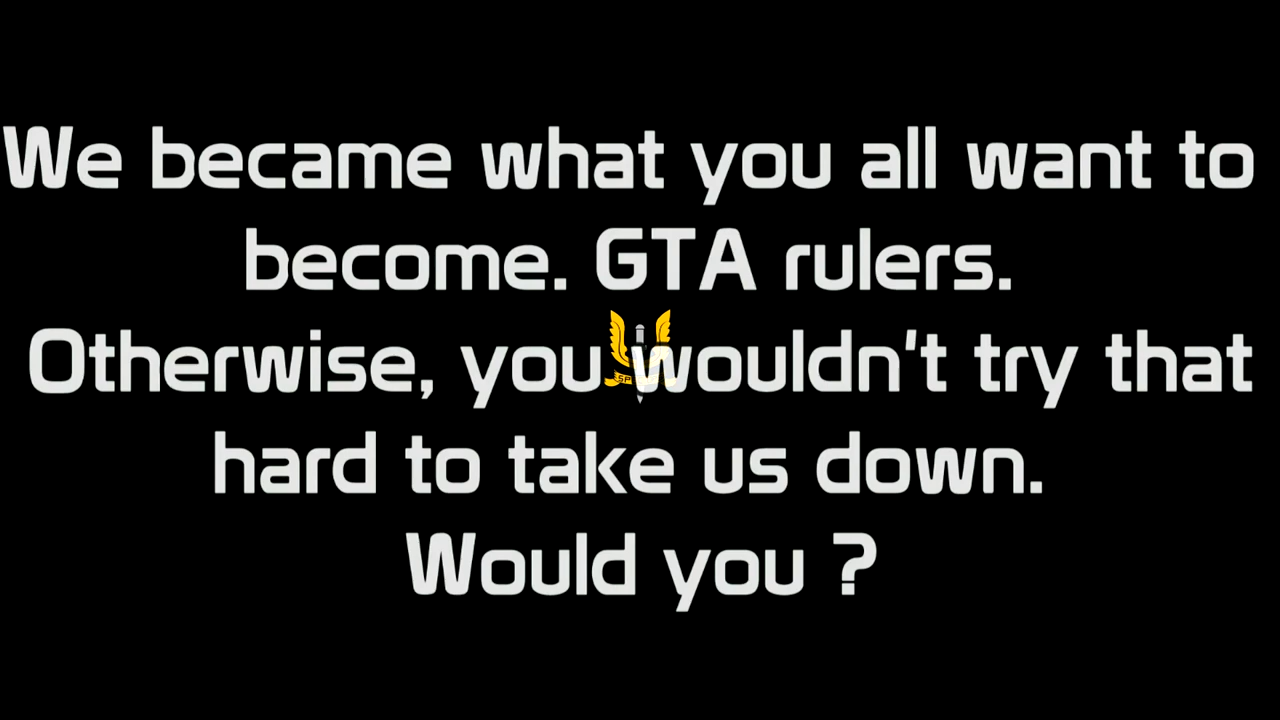 We became what you all want to
become. GTA rulers.
Otherwise, you wouldn't try that
hard to take us down.
Would you ?